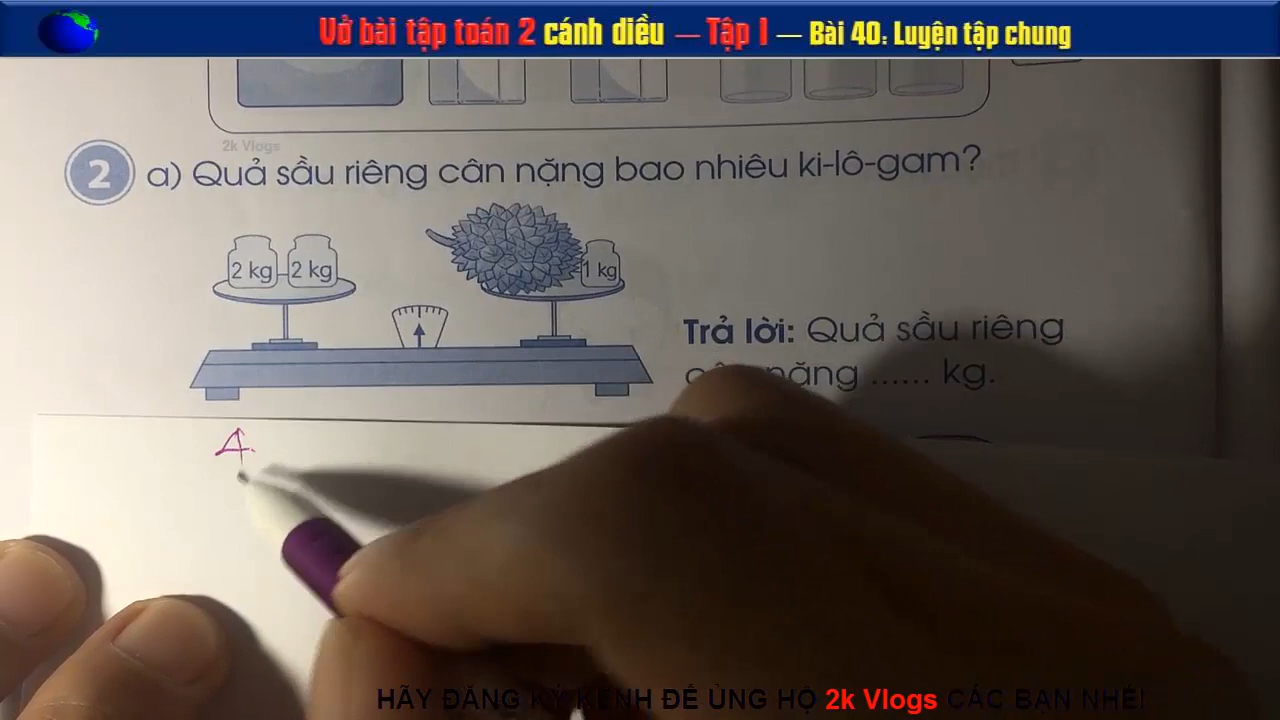 Vở bài tập toán 2 cánh diều — Tập 1 — Bài 40: Luyện tập chung
2k Vlogs
2 a) Quả sầu riêng cân nặng bao nhiêu ki-lô-gam?
2 kg 2 kg 1 kg
Trả lời: Quả sầu riêng
nặng ...... kg.
4
HÃY ĐĂNG KÝ KÊNH ĐỂ ỦNG HỘ 2k Vlogs CÁC BẠN NHÉ!